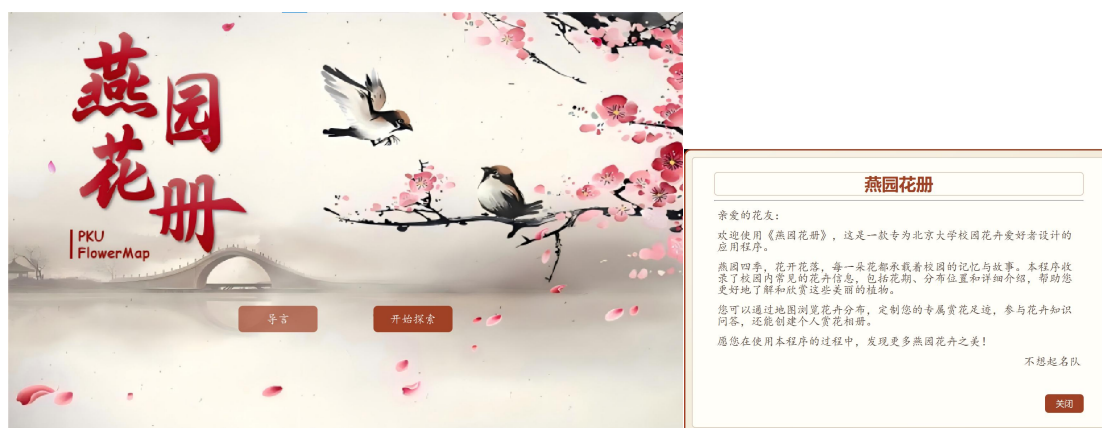 燕园
花册
PKU
FlowerMap
导言
开始探索
燕园花册
亲爱的花友：
欢迎使用《燕园花册》，这是一款专为北京大学校园花卉爱好者设计的
应用程序。
燕园四季，花开花落，每一朵花都承载着校园的记忆与故事。本程序收
录了校园内常见的花卉信息，包括花期、分布位置和详细介绍，帮助您
更好地了解和欣赏这些美丽的植物。
您可以通过地图浏览花卉分布，定制您的专属赏花足迹，参与花卉知识
问答，还能创建个人赏花相册。
愿您在使用本程序的过程中，发现更多燕园花卉之美！
不想起名队
关闭